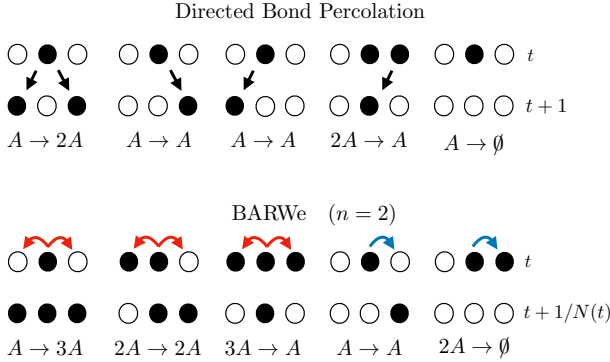 Directed Bond Percolation
t
t + 1
A → 2A A → A A → A 2A → A A → ∅
BARWe (n = 2)
t
t + 1/N(t)
A → 3A 2A → 2A 3A → A A → A 2A → ∅